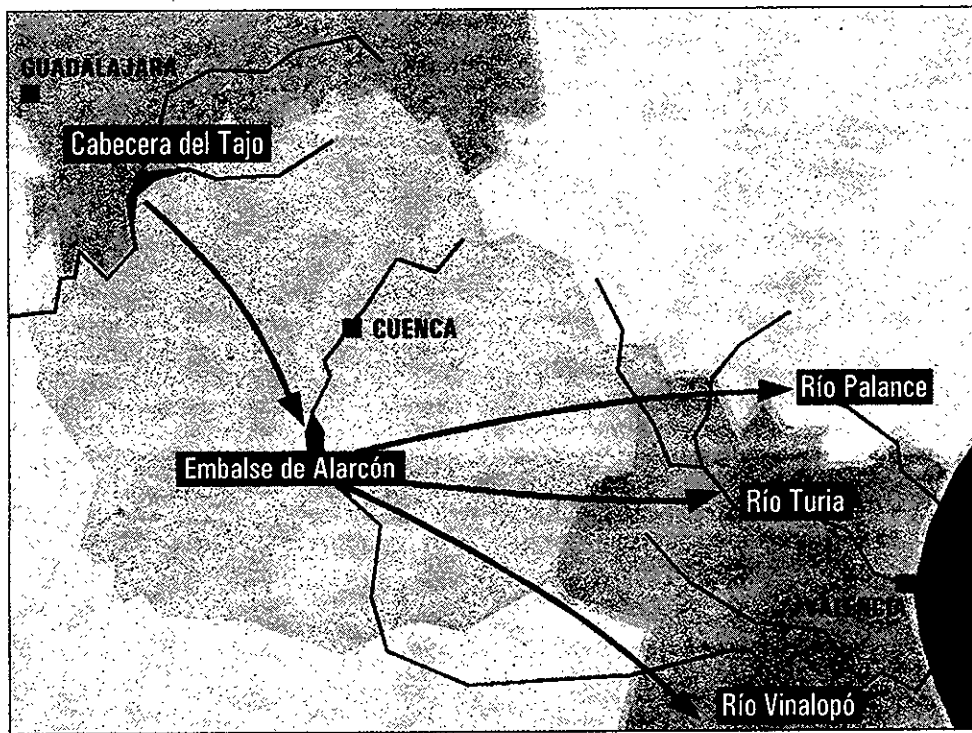 GUADALAJARA
Cabecera del Tajo
CUENCA
Río Palance
Embalse de Alarcón
Río Turia
Río Vinalopó